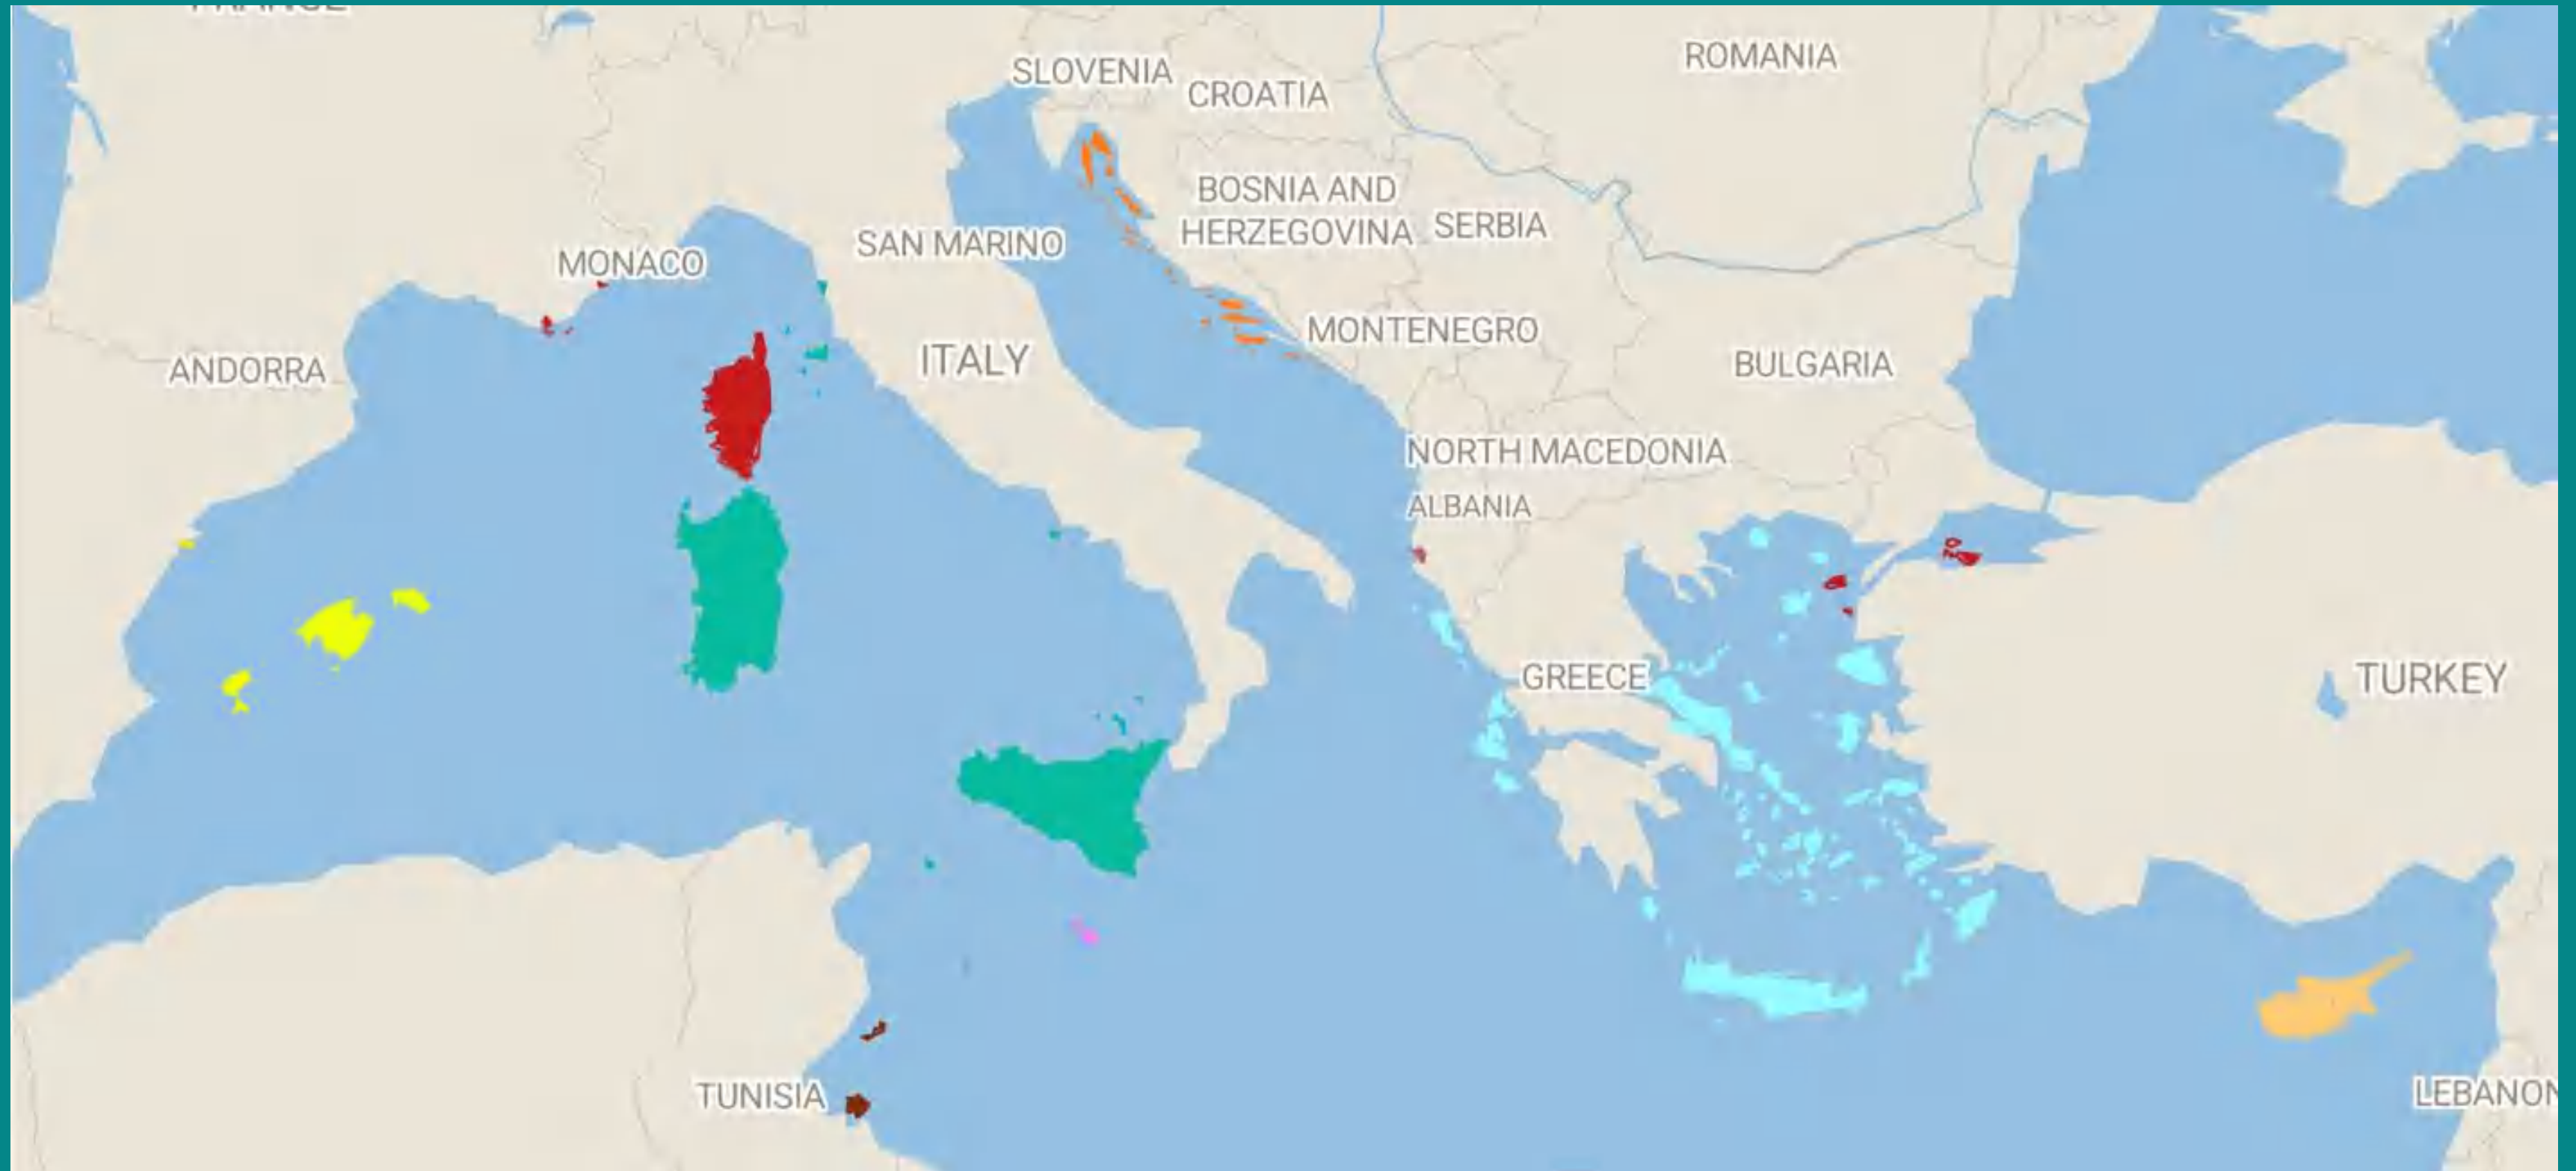 SLOVENIA
CROATIA
ROMANIA
BOSNIA AND
HERZEGOVINA
SERBIA
SAN MARINO
MONACO
MONTENEGRO
ITALY
ANDORRA
BULGARIA
NORTH MACEDONIA
ALBANIA
GREECE
TURKEY
TUNISIA
LEBANON